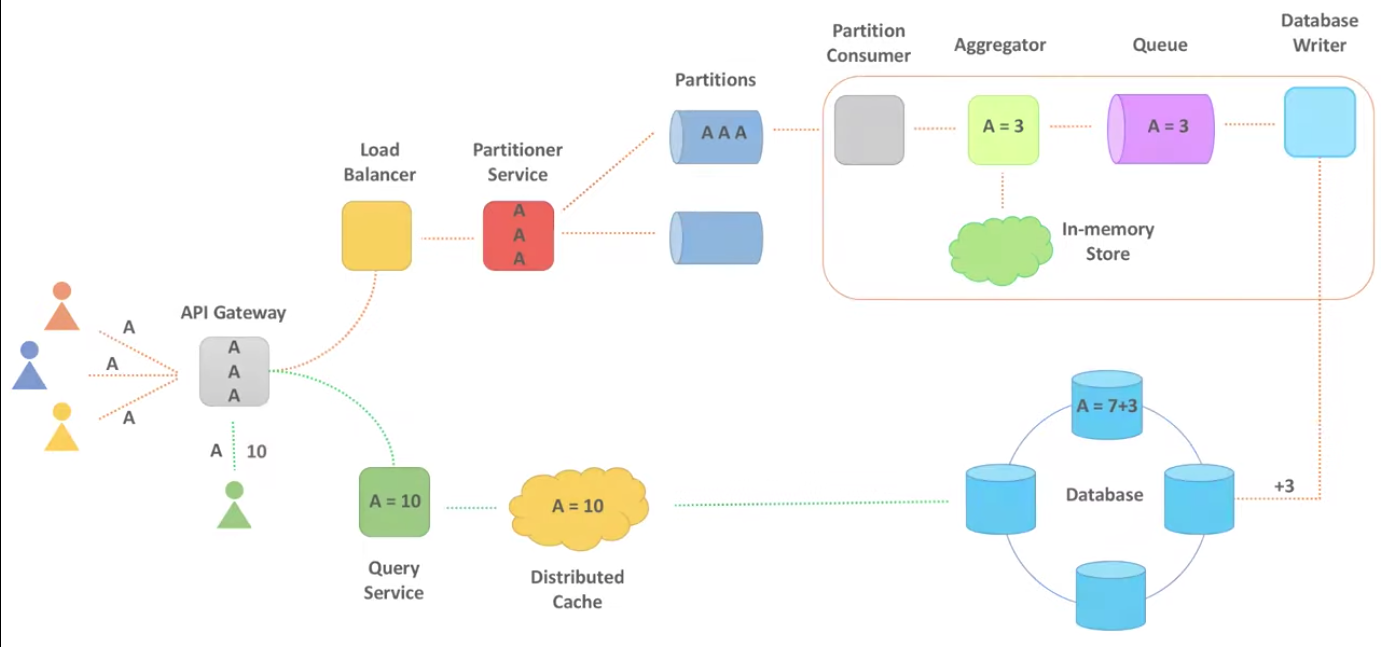 Partition
Consumer
Aggregator
Queue
Database
Writer
Partitions
A A A
A = 3
A = 3
Load
Balancer
Partitioner
Service
A
A
A
In-memory
Store
API Gateway
A
A
A
A
A
A
A 10
A = 10
Query
Service
A = 10
Distributed
Cache
A = 7+3
Database
+3